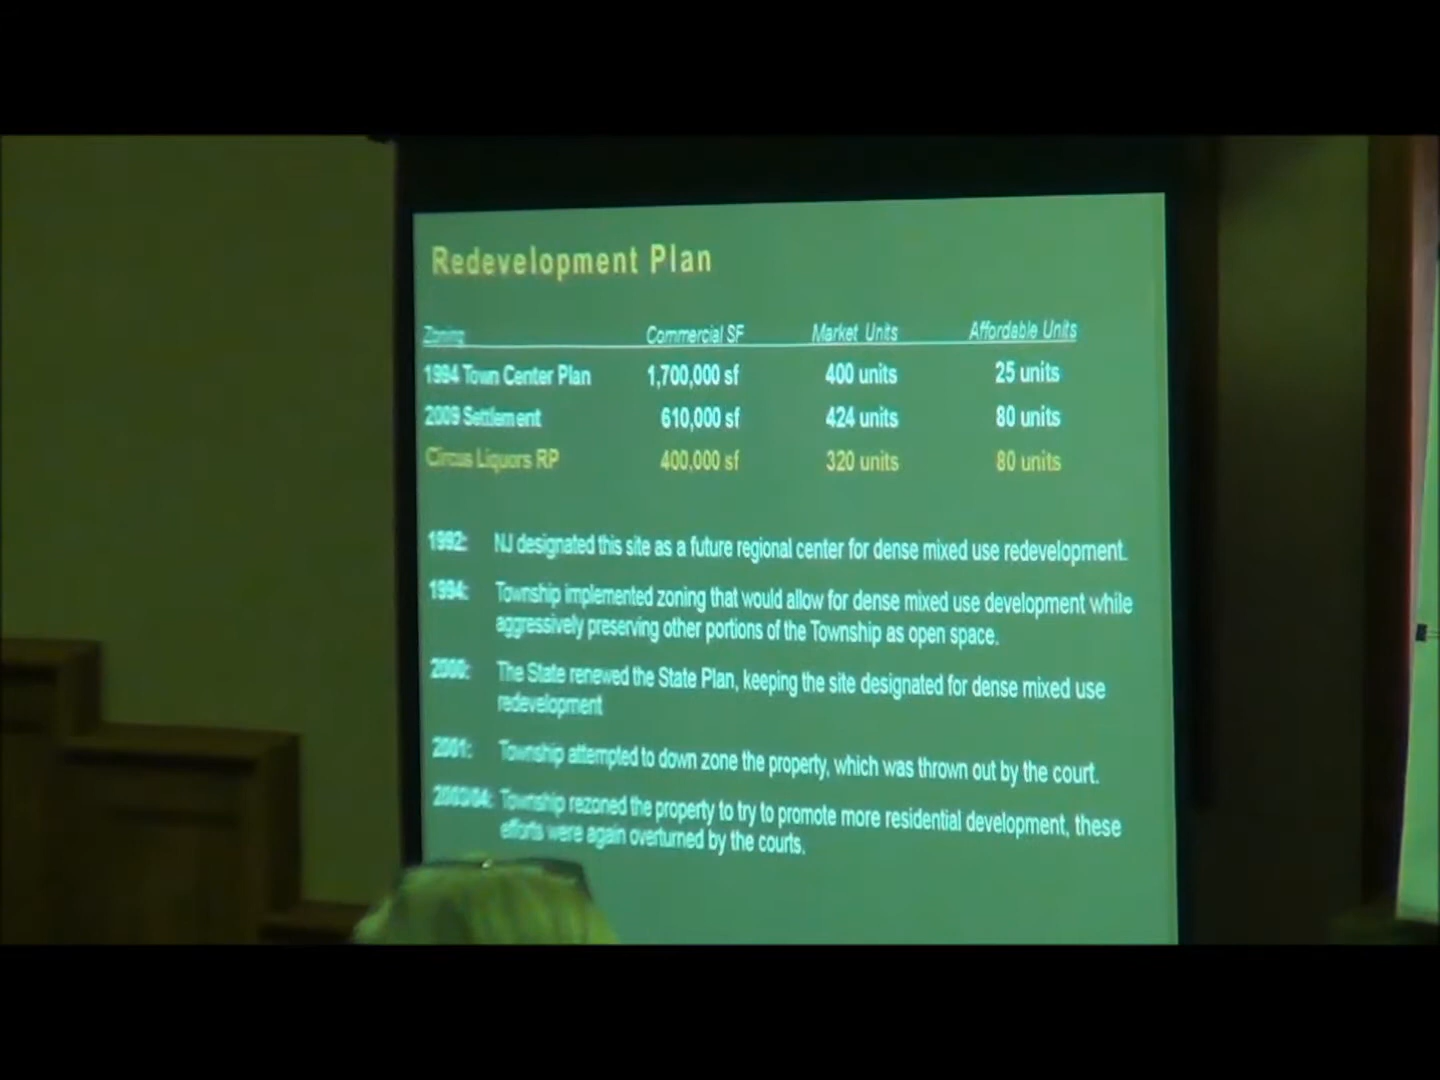 Redevelopment Plan
Zoning Commercial SF Market Units Affordable Units
1994 Town Center Plan 1,700,000 sf 400 units 25 units
2009 Settlement 610,000 sf 424 units 80 units
Circus Liquors RP 400,000 sf 320 units 80 units
1992: NJ designated this site as a future regional center for dense mixed use redevelopment.
1994: Township implemented zoning that would allow for dense mixed use development while
aggressively preserving other portions of the Township as open space.
2000: The State renewed the State Plan, keeping the site designated for dense mixed use
redevelopment
2001: Township attempted to down zone the property, which was thrown out by the court.
2003/04: Township rezoned the property to try to promote more residential development, these
efforts were again overturned by the courts.